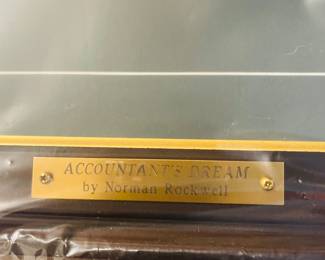 ACCOUNTANT'S DREAM
by Norman Rockwell